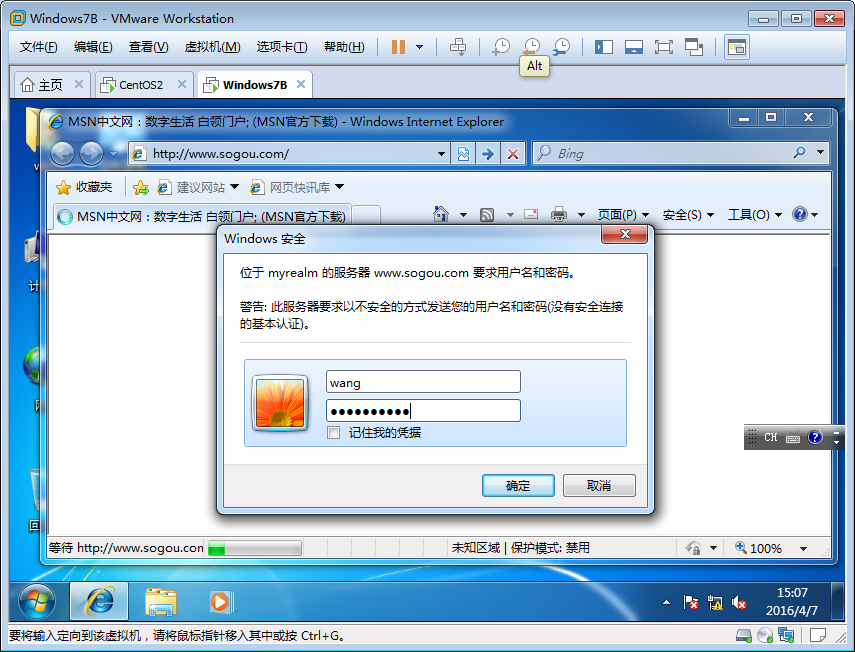 Windows7B - VMware Workstation
文件(F) 编辑(E) 查看(V) 虚拟机(M) 选项卡(T) 帮助(H)
Alt
主页 CentOS2 Windows7B
MSN中文网：数字生活 白领门户; (MSN官方下载) - Windows Internet Explorer
http://www.sogou.com/ Bing
收藏夹 建议网站 网页快讯库
MSN中文网：数字生活 白领门户; (MSN官方下载) 页面(P) 安全(S) 工具(O)
Windows 安全
位于 myrealm 的服务器 www.sogou.com 要求用户名和密码。
警告: 此服务器要求以不安全的方式发送您的用户名和密码(没有安全连接
的基本认证)。
wang
●●●●●●●●●●
记住我的凭据
确定 取消
计
回
CH
等待 http://www.sogou.con 未知区域 | 保护模式: 禁用 100%
15:07
2016/4/7
要将输入定向到该虚拟机，请将鼠标指针移入其中或按 Ctrl+G。